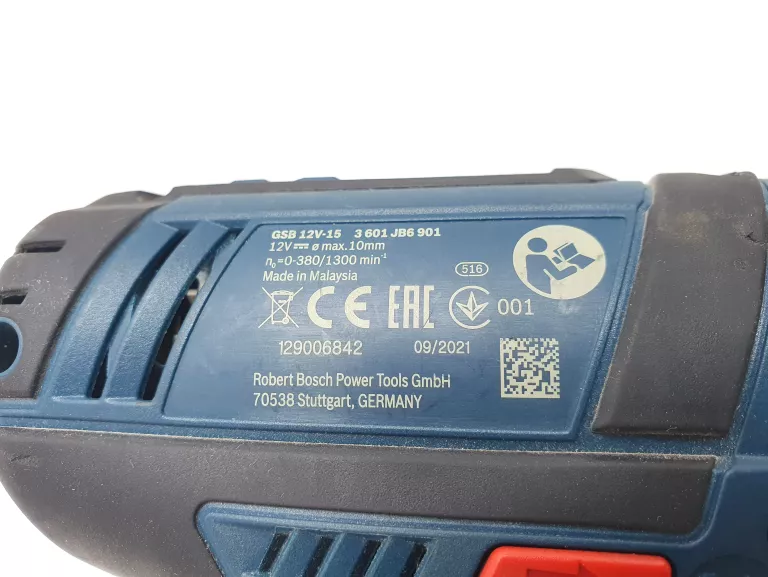 GSB 12V-15 3 601 JB6 901
12V⎓ ø max.10mm
n₀=0-380/1300 min⁻¹
Made in Malaysia
516
CE EAC 001
129006842 09/2021
Robert Bosch Power Tools GmbH
70538 Stuttgart, GERMANY